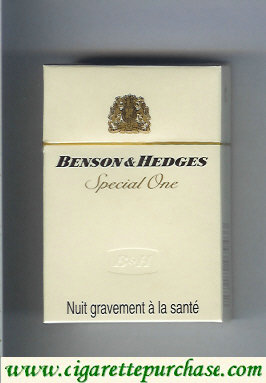 BENSON & HEDGES
Special One
B&H
Nuit gravement à la santé
www.cigarettepurchase.com